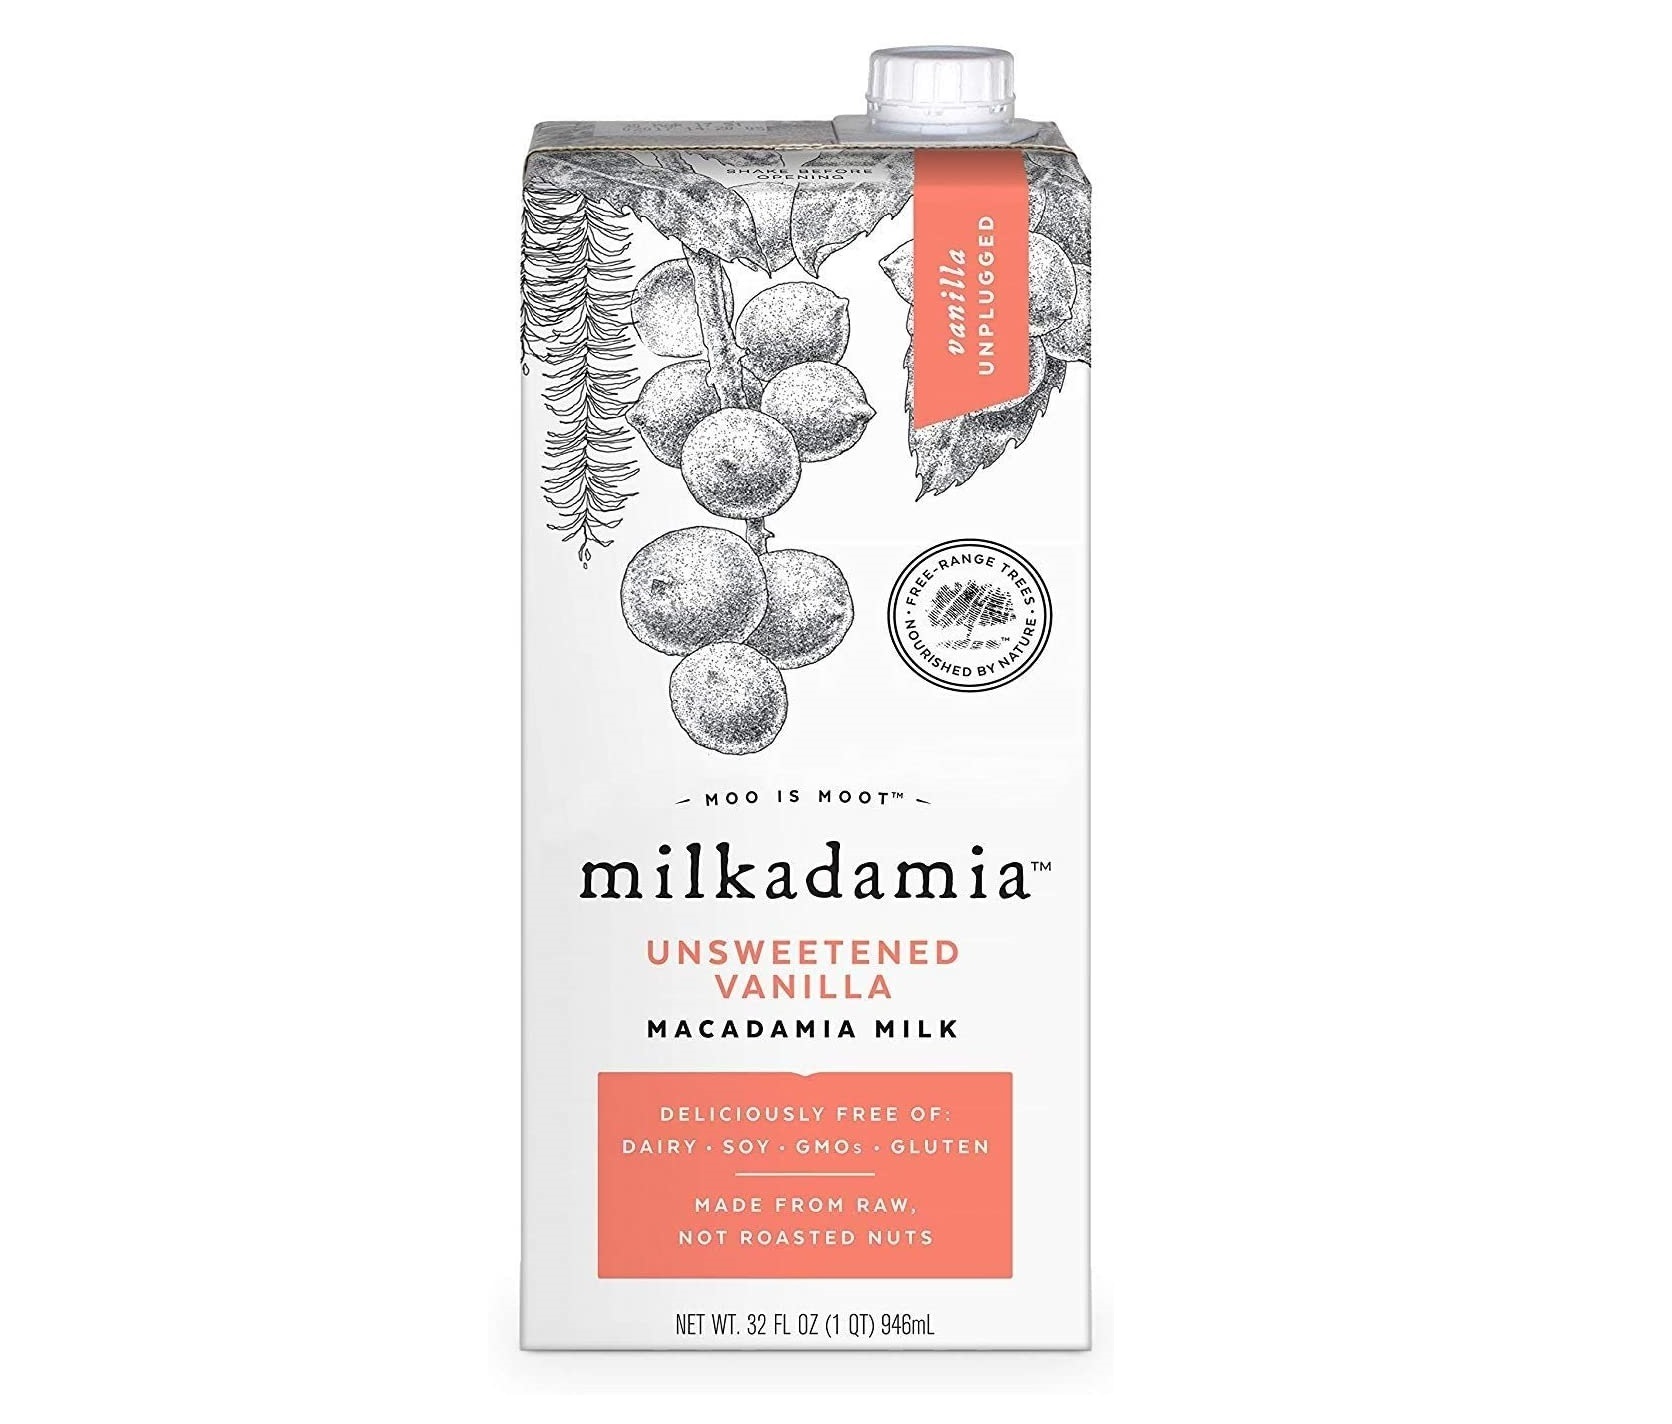 SHAKE BEFORE
OPENING
vanilla
UNPLUGGED
FREE-RANGE TREES
NOURISHED BY NATURE
™
MOO IS MOOT™
milkadamia™
UNSWEETENED
VANILLA
MACADAMIA MILK
DELICIOUSLY FREE OF:
DAIRY • SOY • GMOs • GLUTEN
MADE FROM RAW,
NOT ROASTED NUTS
NET WT. 32 FL OZ (1 QT) 946mL